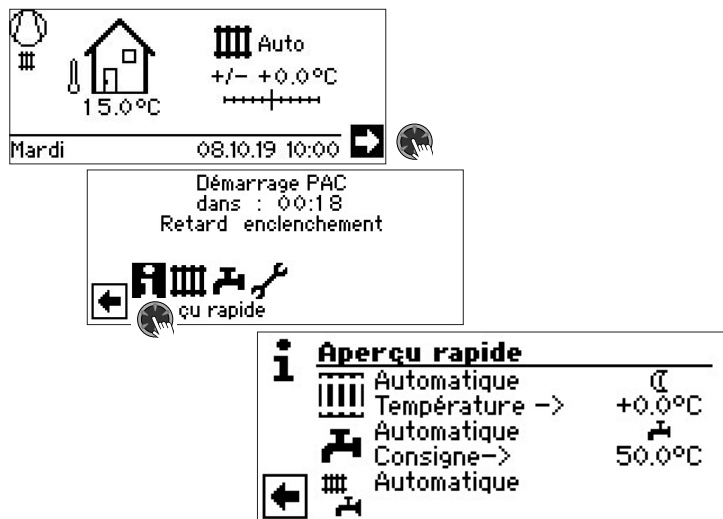 Auto
+/- +0.0°C
15.0°C
Mardi 08.10.19 10:00
Démarrage PAC
dans : 00:18
Retard enclenchement
çu rapide
i Aperçu rapide
Automatique
Température -> +0.0°C
Automatique
Consigne-> 50.0°C
Automatique